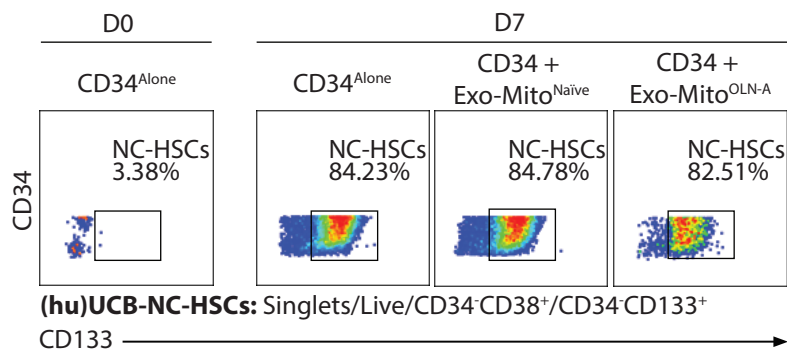 D0 D7
CD34ᴬˡᵒⁿᵉ CD34ᴬˡᵒⁿᵉ CD34 + Exo-Mitoᴺᵃïᵛᵉ CD34 + Exo-Mitoᴼᴸᴺ⁻ᴬ
NC-HSCs
3.38%
NC-HSCs
84.23%
NC-HSCs
84.78%
NC-HSCs
82.51%
CD34
(hu)UCB-NC-HSCs: Singlets/Live/CD34⁻CD38⁺/CD34⁻CD133⁺
CD133